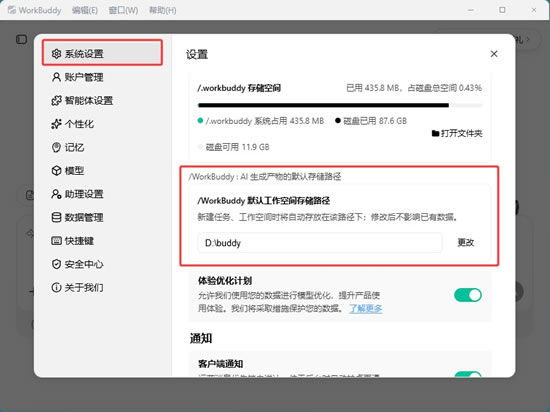 WorkBuddy 编辑(E) 窗口(W) 帮助(H)
系统设置
账户管理
智能体设置
个性化
记忆
模型
助理设置
数据管理
快捷键
安全中心
关于我们
设置
/.workbuddy 存储空间
已用 435.8 MB，占磁盘总空间 0.43%
/.workbuddy 系统占用 435.8 MB
磁盘已用 87.6 GB
打开文件夹
磁盘可用 11.9 GB
/WorkBuddy : AI 生成产物的默认存储路径
/WorkBuddy 默认工作空间存储路径
新建任务、工作空间时将自动存放在该路径下；修改后不影响已有数据。
D:\buddy
更改
体验优化计划
允许我们使用您的数据进行模型优化，提升产品使
用体验。我们将采取措施保护您的数据。 了解更多
通知
客户端通知